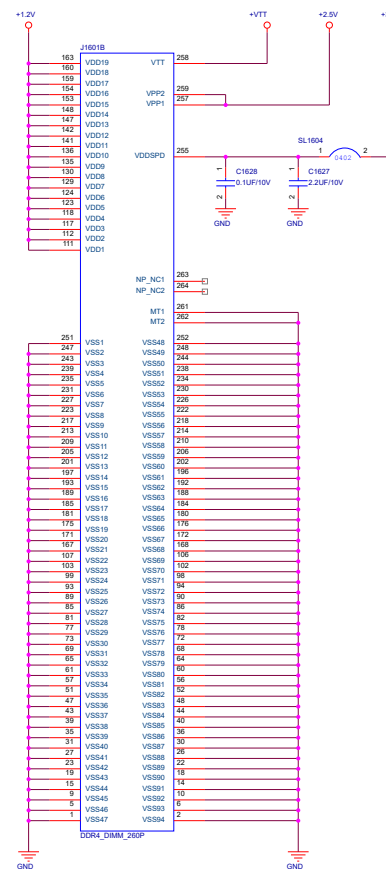 +1.2V +VTT +2.5V
J1601B
163 VDD19 VTT 258
160 VDD18
159 VDD17
154 VDD16 VPP2 259
153 VDD15 VPP1 257
148 VDD14
147 VDD13
142 VDD12
141 VDD11 SL1604
136 VDD10 VDDSPD 255 1 0402 2
135 VDD9
130 VDD8 1 C1628 1 C1627
129 VDD7 0.1UF/10V 2.2UF/10V
124 VDD6 2 2
123 VDD5
118 VDD4
117 VDD3 GND GND
112 VDD2
111 VDD1
NP_NC1 263
NP_NC2 264
MT1 261
MT2 262
251 VSS1 VSS48 252
247 VSS2 VSS49 248
243 VSS3 VSS50 244
239 VSS4 VSS51 238
235 VSS5 VSS52 234
231 VSS6 VSS53 230
227 VSS7 VSS54 226
223 VSS8 VSS55 222
217 VSS9 VSS56 218
213 VSS10 VSS57 214
209 VSS11 VSS58 210
205 VSS12 VSS59 206
201 VSS13 VSS60 202
197 VSS14 VSS61 196
193 VSS15 VSS62 192
189 VSS16 VSS63 188
185 VSS17 VSS64 184
181 VSS18 VSS65 180
175 VSS19 VSS66 176
171 VSS20 VSS67 172
167 VSS21 VSS68 168
107 VSS22 VSS69 106
103 VSS23 VSS70 102
99 VSS24 VSS71 98
93 VSS25 VSS72 94
89 VSS26 VSS73 90
85 VSS27 VSS74 86
81 VSS28 VSS75 82
77 VSS29 VSS76 78
73 VSS30 VSS77 72
69 VSS31 VSS78 68
65 VSS32 VSS79 64
61 VSS33 VSS80 60
57 VSS34 VSS81 56
51 VSS35 VSS82 52
47 VSS36 VSS83 48
43 VSS37 VSS84 44
39 VSS38 VSS85 40
35 VSS39 VSS86 36
31 VSS40 VSS87 30
27 VSS41 VSS88 26
23 VSS42 VSS89 22
19 VSS43 VSS90 18
15 VSS44 VSS91 14
9 VSS45 VSS92 10
5 VSS46 VSS93 6
1 VSS47 VSS94 2
DDR4_DIMM_260P
GND GND